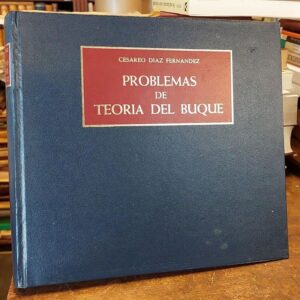 CESAREO DIAZ FERNANDEZ
PROBLEMAS
DE
TEORIA DEL BUQUE